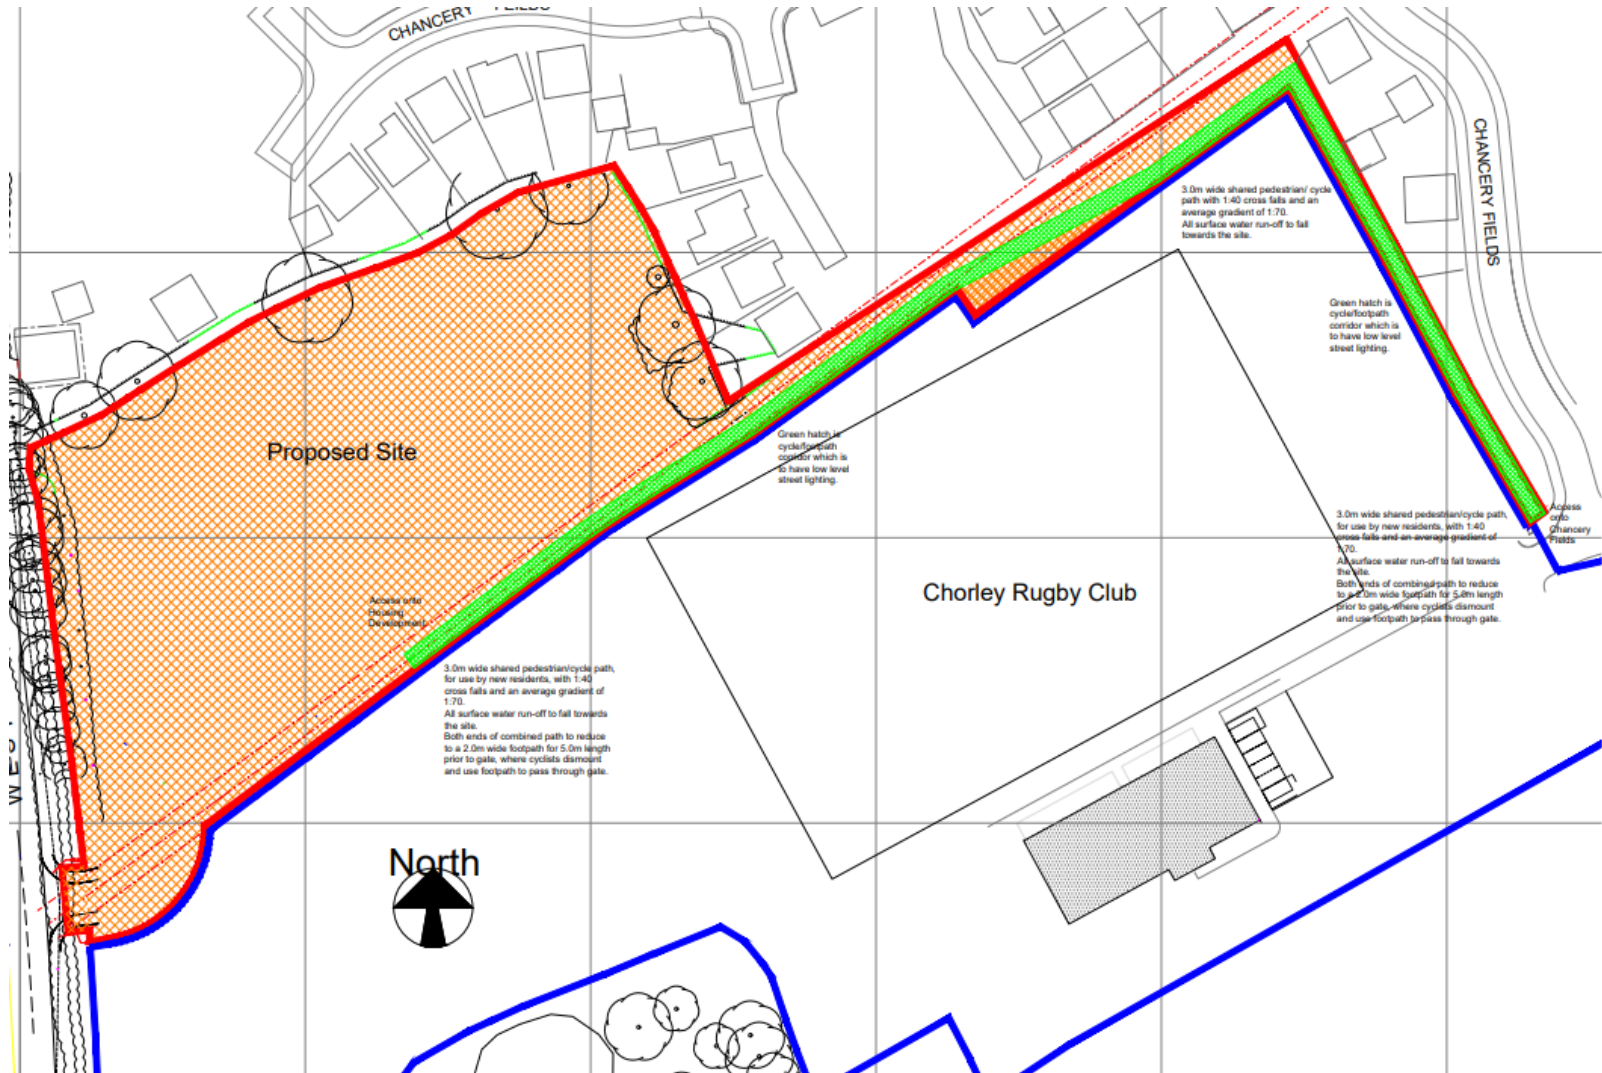 CHANCERY FIELDS
CHANCERY FIELDS
3.0m wide shared pedestrian/ cycle
path with 1:40 cross falls and an
average gradient of 1:70.
All surface water run-off to fall
towards the site.
Green hatch is
cycle/footpath
corridor which is
to have low level
street lighting.
Proposed Site
Green hatch is
cycle/footpath
corridor which is
to have low level
street lighting.
3.0m wide shared pedestrian/cycle path,
for use by new residents, with 1:40
cross falls and an average gradient of
1:70.
All surface water run-off to fall towards
the site.
Both ends of combined path to reduce
to a 2.0m wide footpath for 5.0m length
prior to gate, where cyclists dismount
and use footpath to pass through gate.
Access
onto
Chancery
Fields
Chorley Rugby Club
Access onto
Housing
Development
3.0m wide shared pedestrian/cycle path,
for use by new residents, with 1:40
cross falls and an average gradient of
1:70.
All surface water run-off to fall towards
the site.
Both ends of combined path to reduce
to a 2.0m wide footpath for 5.0m length
prior to gate, where cyclists dismount
and use footpath to pass through gate.
North